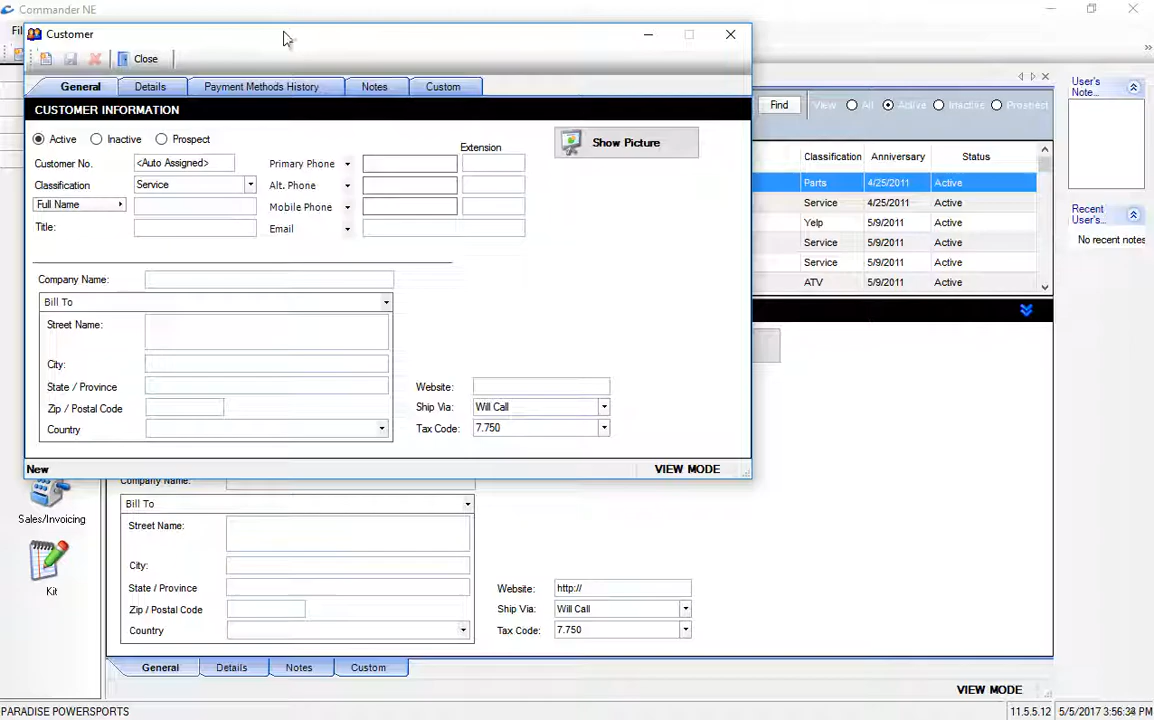 Commander NE
Fil
Customer
Close
General Details Payment Methods History Notes Custom
CUSTOMER INFORMATION
Active Inactive Prospect
Show Picture
Extension
Customer No. <Auto Assigned> Primary Phone
Classification Service Alt. Phone
Full Name Mobile Phone
Title: Email
Company Name:
Bill To
Street Name:
City:
State / Province Website:
Zip / Postal Code Ship Via: Will Call
Country Tax Code: 7.750
New VIEW MODE
Find View All Active Inactive Prospect
Classification Anniversary Status
Parts 4/25/2011 Active
Service 4/25/2011 Active
Yelp 5/9/2011 Active
Service 5/9/2011 Active
Service 5/9/2011 Active
ATV 5/9/2011 Active
User's
Note...
Recent
User's...
No recent notes
Sales/Invoicing
Kit
Company Name:
Bill To
Street Name:
City:
State / Province Website: http://
Zip / Postal Code Ship Via: Will Call
Country Tax Code: 7.750
General Details Notes Custom
VIEW MODE
PARADISE POWERSPORTS 11.5.5.12 5/5/2017 3:56:34 PM